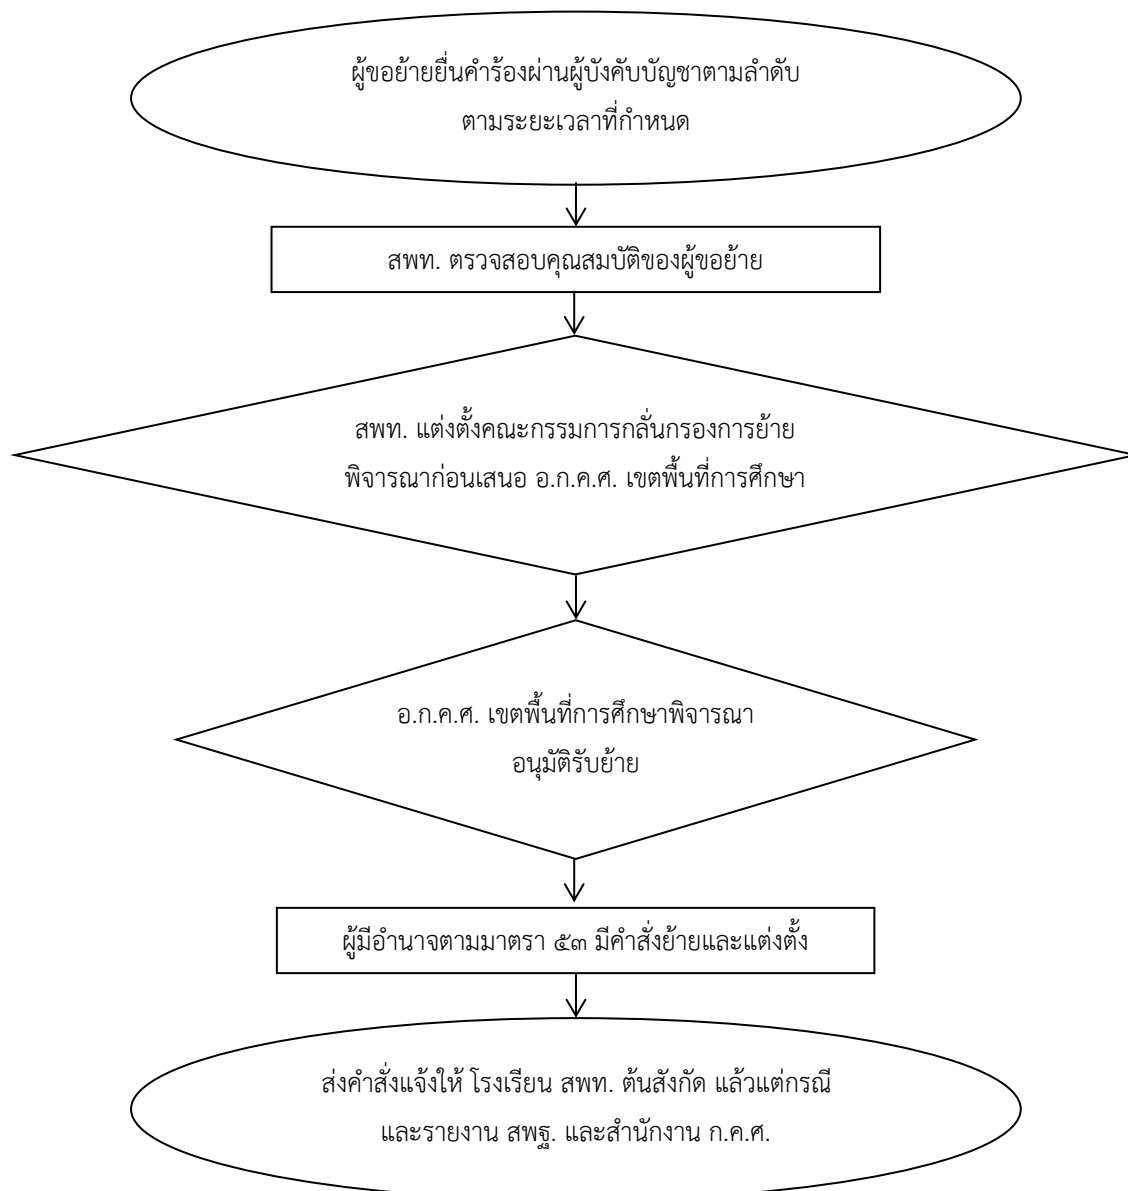 ผู้ขอย้ายยื่นคำร้องผ่านผู้บังคับบัญชาตามลำดับ
ตามระยะเวลาที่กำหนด
สพท. ตรวจสอบคุณสมบัติของผู้ขอย้าย
สพท. แต่งตั้งคณะกรรมการกลั่นกรองการย้าย
พิจารณาก่อนเสนอ อ.ก.ค.ศ. เขตพื้นที่การศึกษา
อ.ก.ค.ศ. เขตพื้นที่การศึกษาพิจารณา
อนุมัติรับย้าย
ผู้มีอำนาจตามมาตรา ๕๓ มีคำสั่งย้ายและแต่งตั้ง
ส่งคำสั่งแจ้งให้ โรงเรียน สพท. ต้นสังกัด แล้วแต่กรณี
และรายงาน สพฐ. และสำนักงาน ก.ค.ศ.